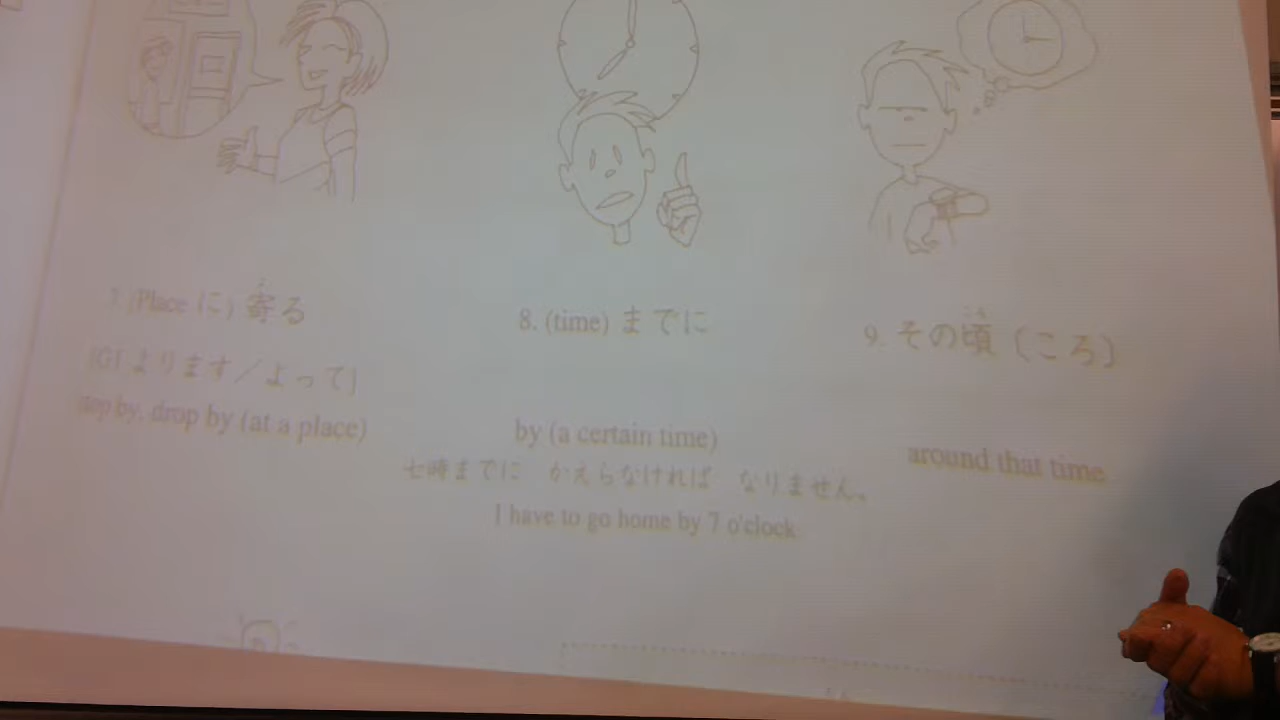 7. (Place に) 寄る
よ
[G1 よります／よって]
stop by, drop by (at a place)
8. (time) までに
by (a certain time)
七時までに かえらなければ なりません。
I have to go home by 7 o'clock
9. その頃（ころ）
ころ
around that time